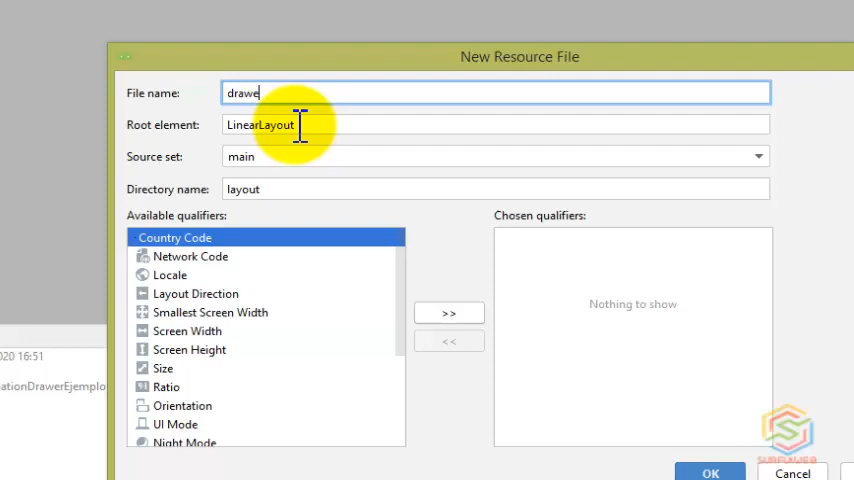 New Resource File
File name: drawe
Root element: LinearLayout
Source set: main
Directory name: layout
Available qualifiers: Chosen qualifiers:
Country Code
Network Code
Locale
Layout Direction
Smallest Screen Width
Screen Width
Screen Height
Size
Ratio
Orientation
UI Mode
Night Mode
>>
<<
Nothing to show
020 16:51
ationDrawerEjemplo
OK Cancel